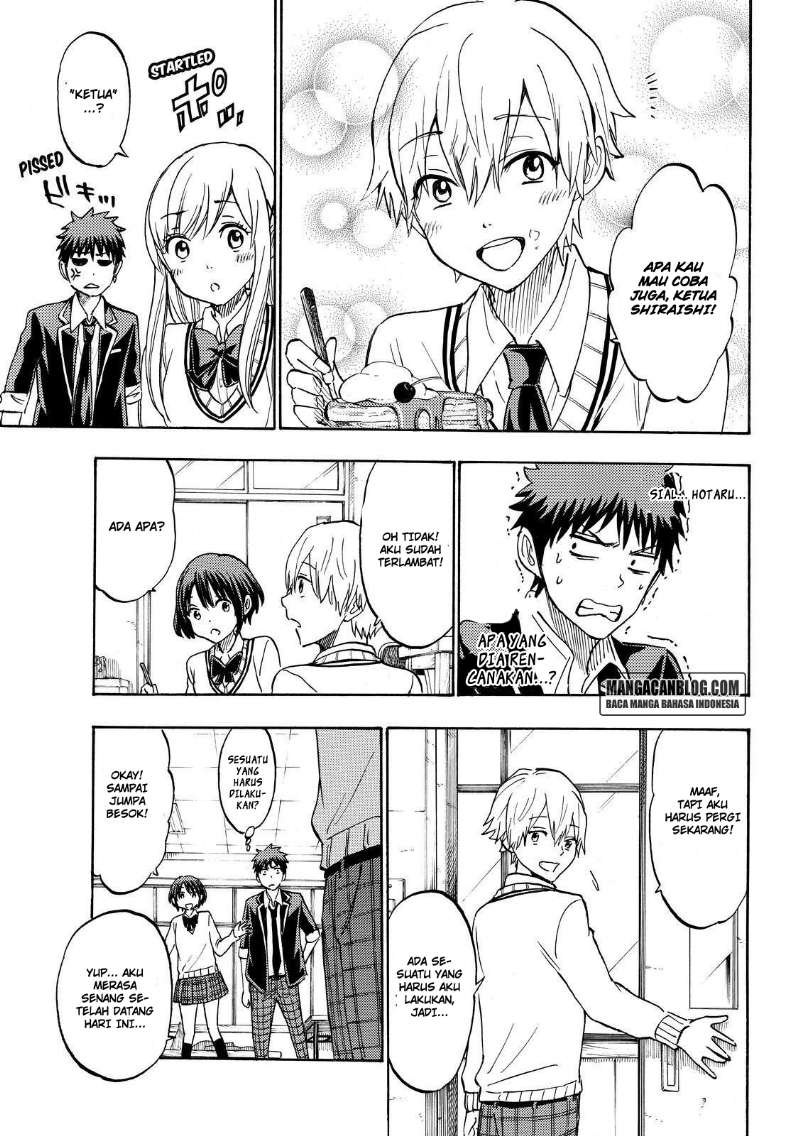 APA KAU
MAU COBA
JUGA, KETUA
SHIRAISHI!
STARTLED
ポロ
"KETUA"
...?
PISSED
ドキッ
SIAL... HOTARU...
APA YANG
DIA REN-
CANAKAN...?
OH TIDAK!
AKU SUDAH
TERLAMBAT!
ADA APA?
MANGACANBLOG.COM
BACA MANGA BAHASA INDONESIA
MAAF,
TAPI AKU
HARUS PERGI
SEKARANG!
ADA SE-
SUATU YANG
HARUS AKU
LAKUKAN,
JADI...
SESUATU
YANG
HARUS
DILAKU-
KAN?
OKAY!
SAMPAI
JUMPA
BESOK!
YUP... AKU
MERASA
SENANG SE-
TELAH DATANG
HARI INI...